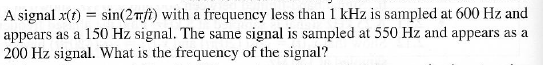 A signal x(t) = sin(2πft) with a frequency less than 1 kHz is sampled at 600 Hz and
appears as a 150 Hz signal. The same signal is sampled at 550 Hz and appears as a
200 Hz signal. What is the frequency of the signal?